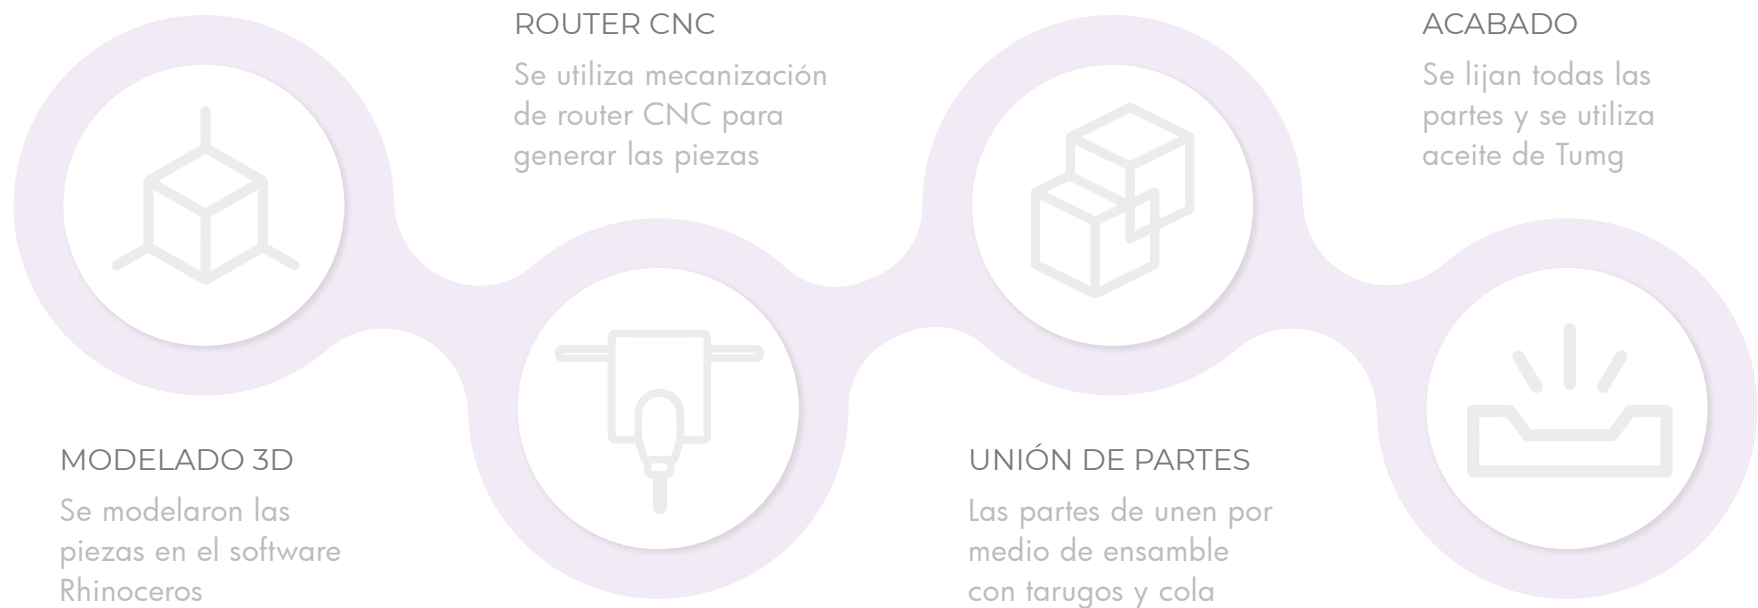 MODELADO 3D
Se modelaron las
piezas en el software
Rhinoceros
ROUTER CNC
Se utiliza mecanización
de router CNC para
generar las piezas
UNIÓN DE PARTES
Las partes de unen por
medio de ensamble
con tarugos y cola
ACABADO
Se lijan todas las
partes y se utiliza
aceite de Tumg